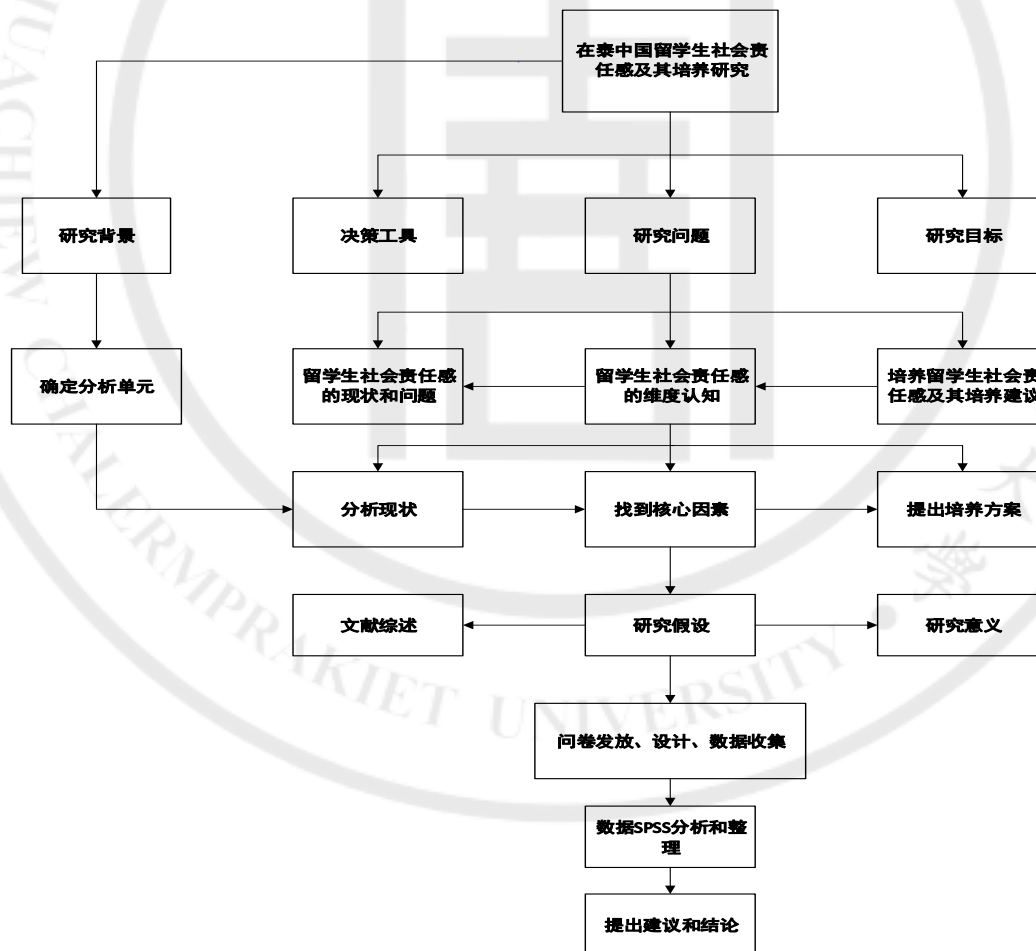 在泰中国留学生社会责
任感及其培养研究
研究背景
决策工具
研究问题
研究目标
确定分析单元
留学生社会责任感
的现状和问题
留学生社会责任感
的维度认知
培养留学生社会责
任感及其培养建议
分析现状
找到核心因素
提出培养方案
文献综述
研究假设
研究意义
问卷发放、设计、数据收集
数据SPSS分析和整
理
提出建议和结论
HUACHIEW CHALERMPRAKIET UNIVERSITY • 大學